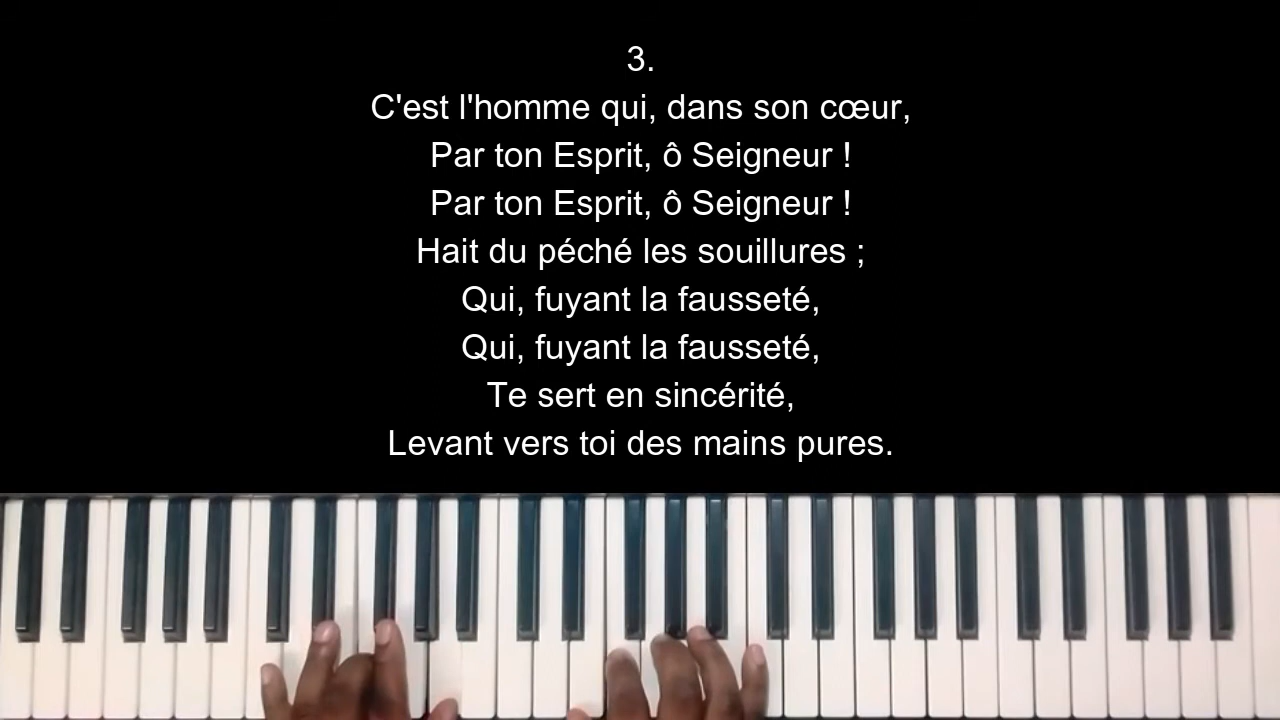 3.
C'est l'homme qui, dans son cœur,
Par ton Esprit, ô Seigneur !
Par ton Esprit, ô Seigneur !
Hait du péché les souillures ;
Qui, fuyant la fausseté,
Qui, fuyant la fausseté,
Te sert en sincérité,
Levant vers toi des mains pures.